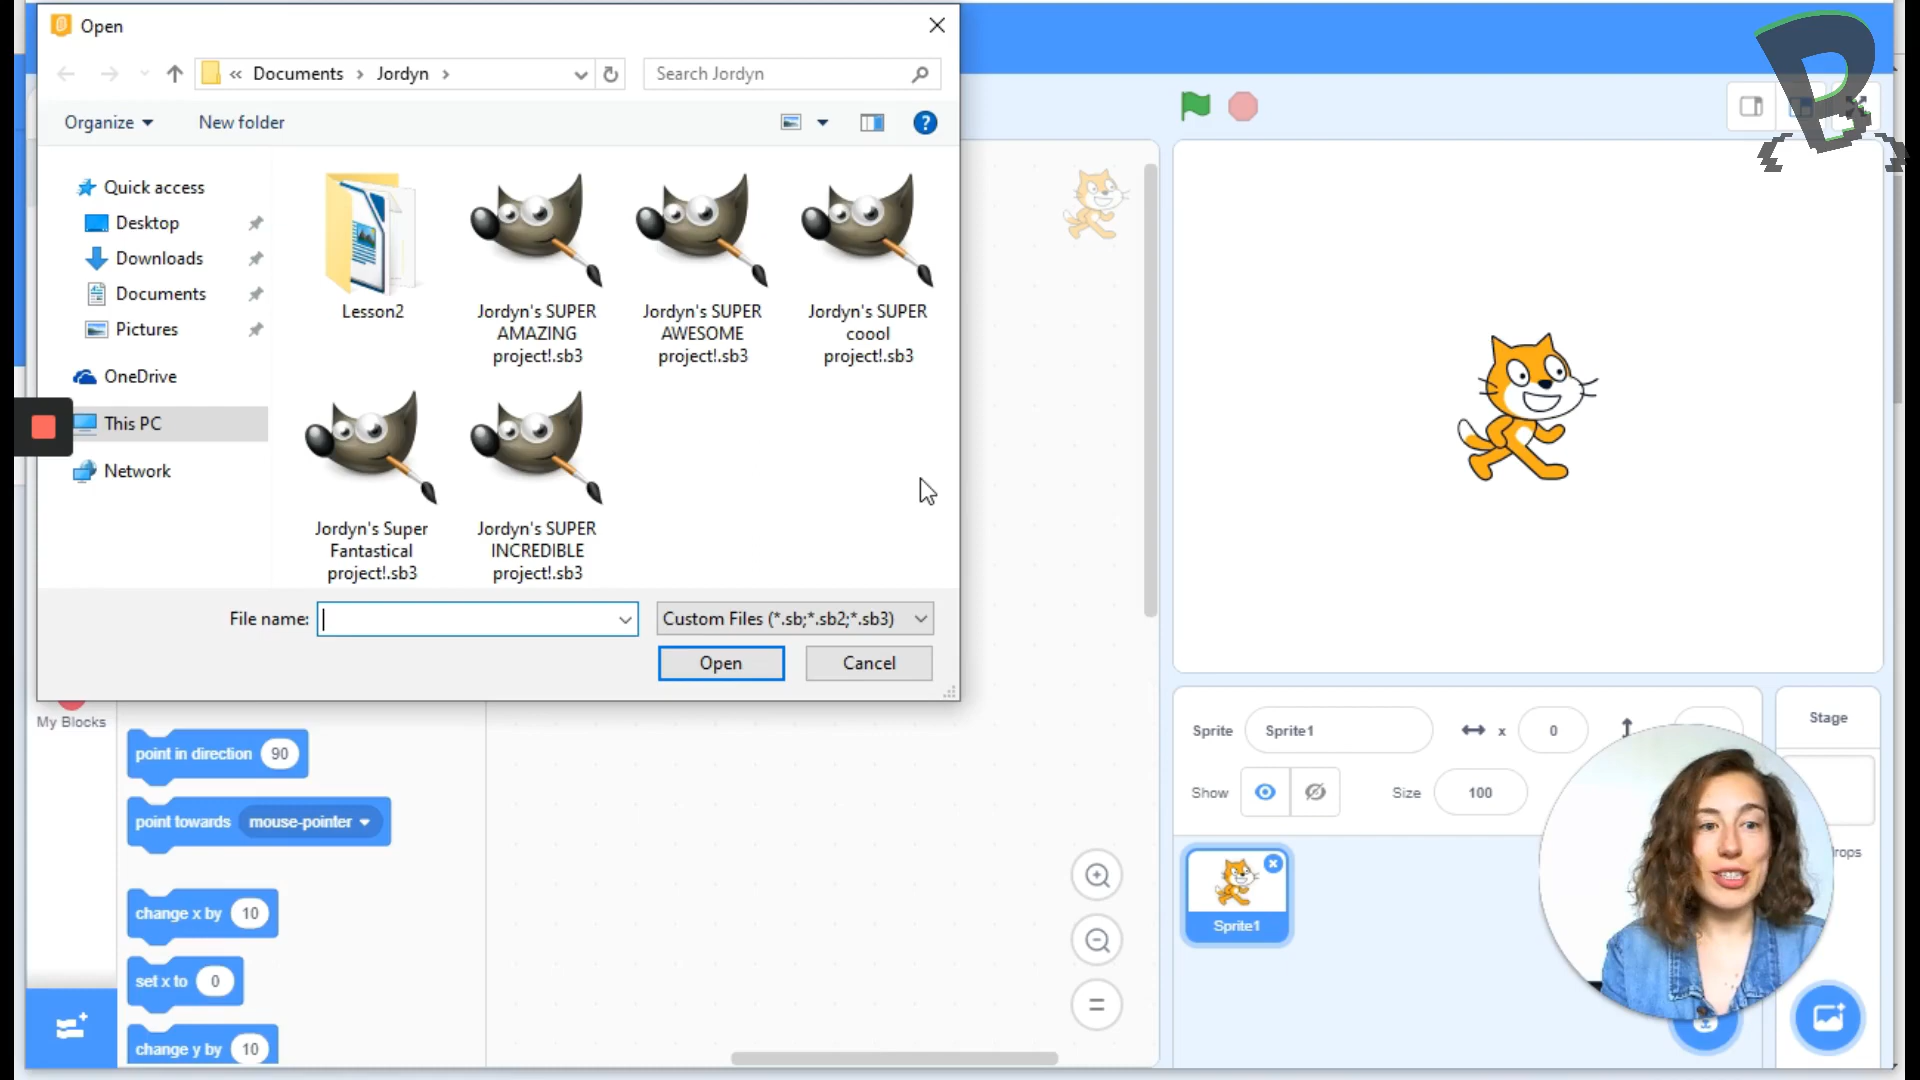 Open
« Documents > Jordyn >
Search Jordyn
Organize
New folder
?
Quick access
Desktop
Downloads
Documents
Pictures
OneDrive
This PC
Network
Lesson2
Jordyn's SUPER
AMAZING
project!.sb3
Jordyn's SUPER
AWESOME
project!.sb3
Jordyn's SUPER
coool
project!.sb3
Jordyn's Super
Fantastical
project!.sb3
Jordyn's SUPER
INCREDIBLE
project!.sb3
File name:
Custom Files (*.sb;*.sb2;*.sb3)
Open
Cancel
My Blocks
point in direction 90
point towards mouse-pointer
change x by 10
set x to 0
change y by 10
Sprite Sprite1 x 0
Show Size 100
Sprite1
Stage
B